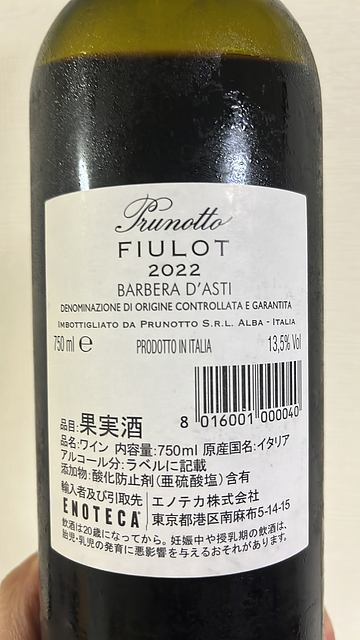 Prunotto
FIULOT
2022
BARBERA D'ASTI
DENOMINAZIONE DI ORIGINE CONTROLLATA E GARANTITA
IMBOTTIGLIATO DA PRUNOTTO S.R.L. ALBA - ITALIA
750 ml ℮ PRODOTTO IN ITALIA 13,5% Vol
8 016001 000040
品目:果実酒
品名:ワイン 内容量:750ml 原産国名:イタリア
アルコール分:ラベルに記載
添加物:酸化防止剤(亜硫酸塩)含有
輸入者及び引取先 エノテカ株式会社
ENOTECA 東京都港区南麻布5-14-15
飲酒は20歳になってから。妊娠中や授乳期の飲酒は、
胎児・乳児の発育に悪影響を与えるおそれがあります。